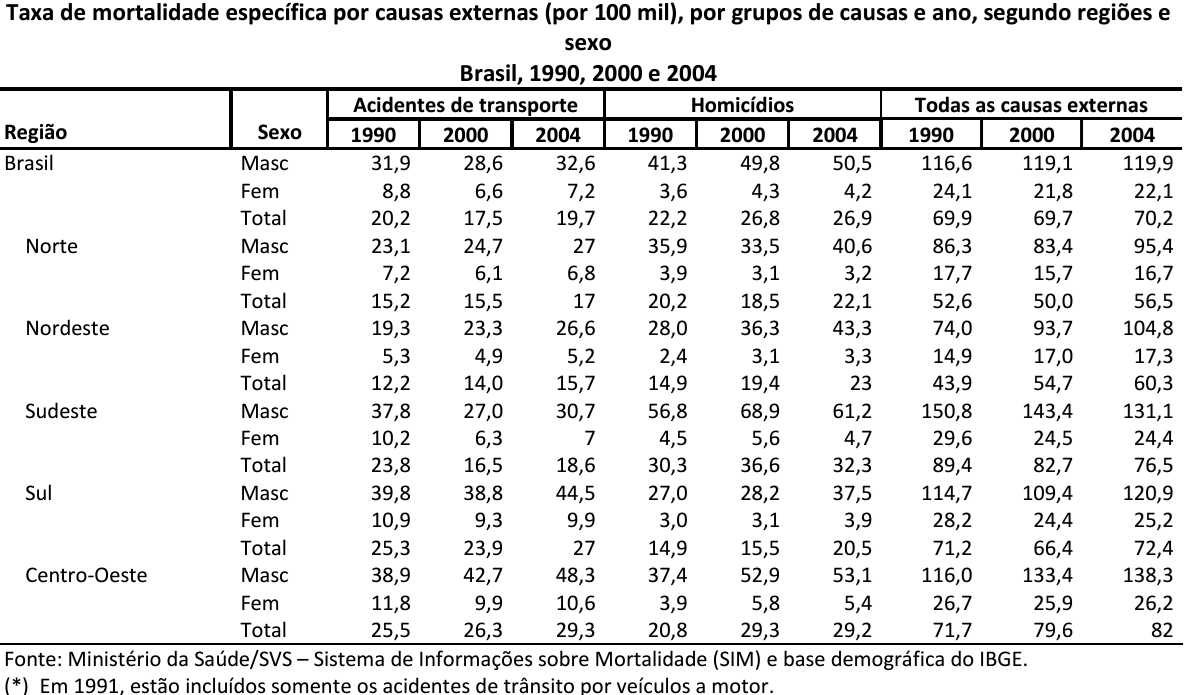 Taxa de mortalidade específica por causas externas (por 100 mil), por grupos de causas e ano, segundo regiões e
sexo
Brasil, 1990, 2000 e 2004
Acidentes de transporte Homicídios Todas as causas externas
Região Sexo 1990 2000 2004 1990 2000 2004 1990 2000 2004
Brasil Masc 31,9 28,6 32,6 41,3 49,8 50,5 116,6 119,1 119,9
Fem 8,8 6,6 7,2 3,6 4,3 4,2 24,1 21,8 22,1
Total 20,2 17,5 19,7 22,2 26,8 26,9 69,9 69,7 70,2
Norte Masc 23,1 24,7 27 35,9 33,5 40,6 86,3 83,4 95,4
Fem 7,2 6,1 6,8 3,9 3,1 3,2 17,7 15,7 16,7
Total 15,2 15,5 17 20,2 18,5 22,1 52,6 50,0 56,5
Nordeste Masc 19,3 23,3 26,6 28,0 36,3 43,3 74,0 93,7 104,8
Fem 5,3 4,9 5,2 2,4 3,1 3,3 14,9 17,0 17,3
Total 12,2 14,0 15,7 14,9 19,4 23 43,9 54,7 60,3
Sudeste Masc 37,8 27,0 30,7 56,8 68,9 61,2 150,8 143,4 131,1
Fem 10,2 6,3 7 4,5 5,6 4,7 29,6 24,5 24,4
Total 23,8 16,5 18,6 30,3 36,6 32,3 89,4 82,7 76,5
Sul Masc 39,8 38,8 44,5 27,0 28,2 37,5 114,7 109,4 120,9
Fem 10,9 9,3 9,9 3,0 3,1 3,9 28,2 24,4 25,2
Total 25,3 23,9 27 14,9 15,5 20,5 71,2 66,4 72,4
Centro-Oeste Masc 38,9 42,7 48,3 37,4 52,9 53,1 116,0 133,4 138,3
Fem 11,8 9,9 10,6 3,9 5,8 5,4 26,7 25,9 26,2
Total 25,5 26,3 29,3 20,8 29,3 29,2 71,7 79,6 82
Fonte: Ministério da Saúde/SVS – Sistema de Informações sobre Mortalidade (SIM) e base demográfica do IBGE.
(*) Em 1991, estão incluídos somente os acidentes de trânsito por veículos a motor.